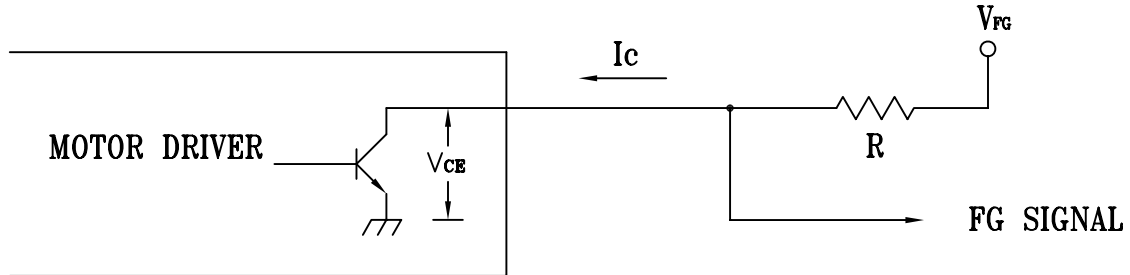 VFG
Ic
MOTOR DRIVER
VCE
R
FG SIGNAL